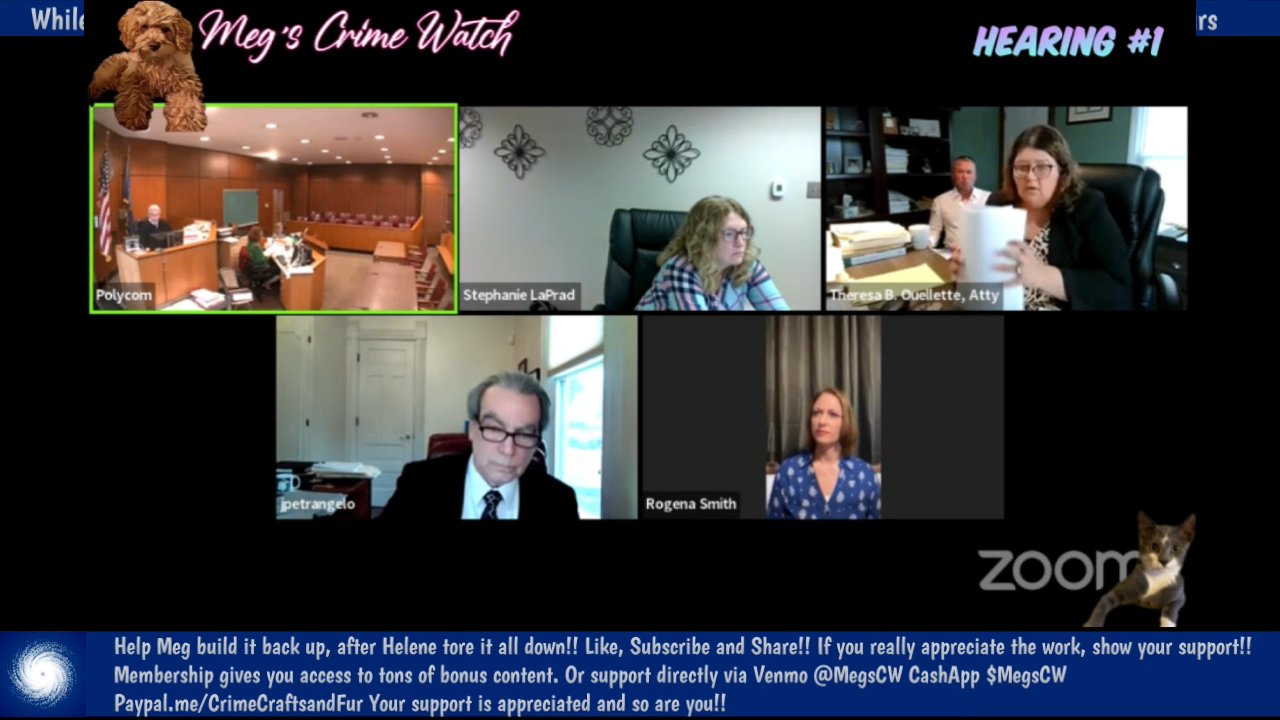 While
rs
Meg's Crime Watch
HEARING #1
Polycom
Stephanie LaPrad
Theresa B. Ouellette, Atty
jpetrangelo
Rogena Smith
zoom
Help Meg build it back up, after Helene tore it all down!! Like, Subscribe and Share!! If you really appreciate the work, show your support!!
Membership gives you access to tons of bonus content. Or support directly via Venmo @MegsCW CashApp $MegsCW
Paypal.me/CrimeCraftsandFur Your support is appreciated and so are you!!